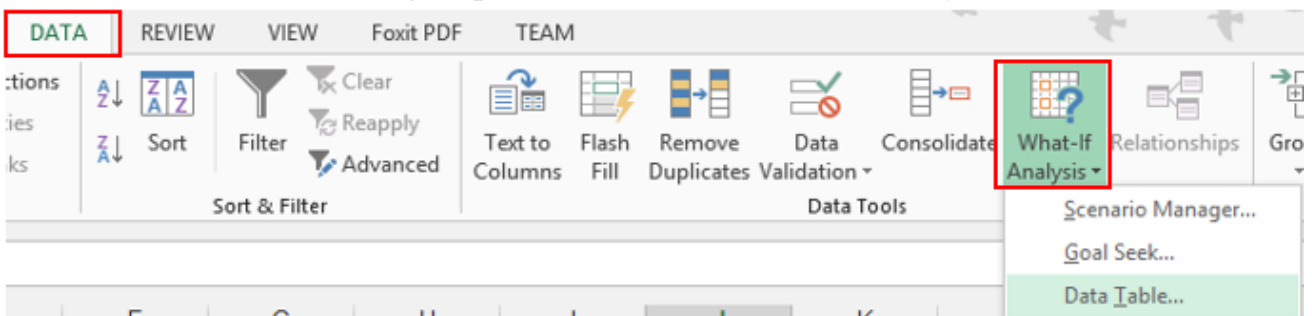 DATA REVIEW VIEW Foxit PDF TEAM
Clear
Reapply
Advanced
Sort Filter
Text to Columns
Flash Fill
Remove Duplicates
Data Validation
Consolidate
What-If Analysis
Relationships
Sort & Filter
Data Tools
Scenario Manager...
Goal Seek...
Data Table...